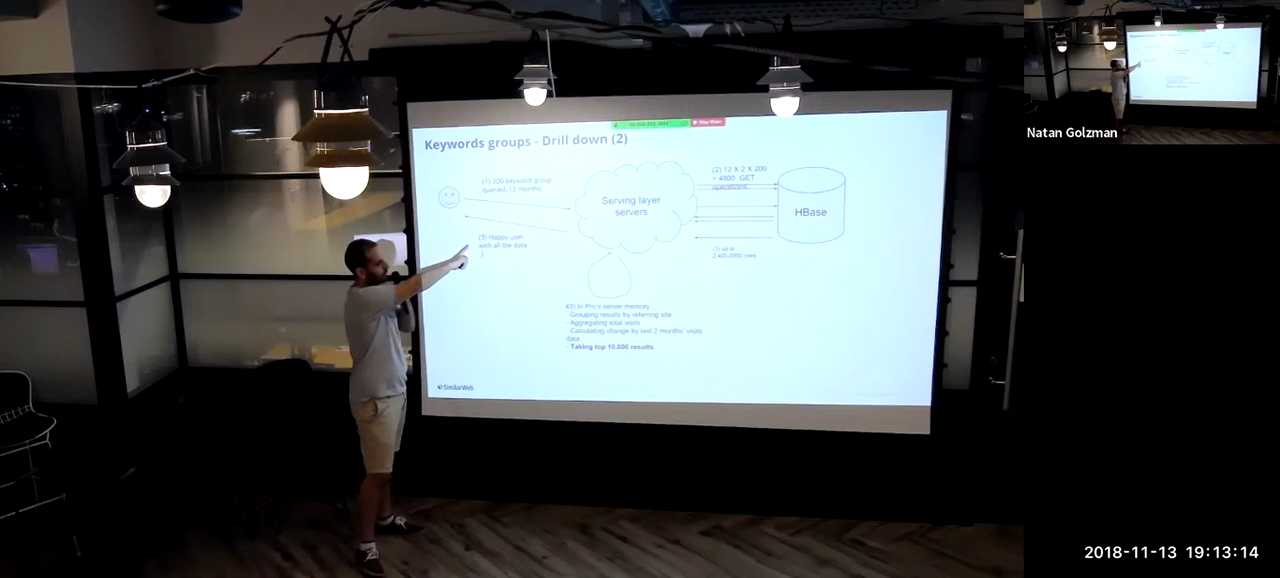 Keywords groups - Drill down (2)
(1) 200 keyword group
queried, 12 months
Serving layer
servers
(2) 12 X 2 X 200
= 4800 GET
operations
HBase
(5) Happy user
with all the data
:)
(3) up to
2,400,0000 rows
43) In Pro's server memory
- Grouping results by referring site
- Aggregating total visits
- Calculating change by last 2 months' visits
data
- Taking top 10,000 results
SimilarWeb
Stop Share
Natan Golzman
2018-11-13 19:13:14